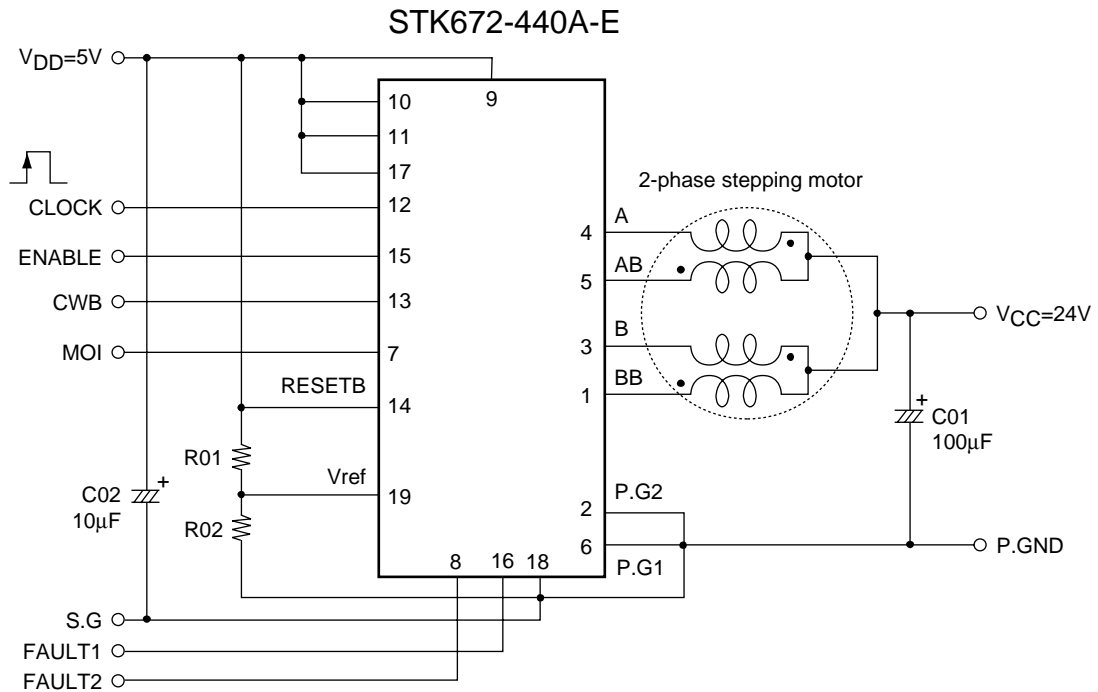 STK672-440A-E
VDD=5V
9
10
11
17
2-phase stepping motor
CLOCK
12
4
A
ENABLE
15
AB
5
CWB
13
VCC=24V
B
3
MOI
7
BB
1
RESETB
14
C01
100μF
R01
Vref
19
P.G2
C02
10μF
2
R02
6
P.GND
P.G1
8
16
18
S.G
FAULT1
FAULT2